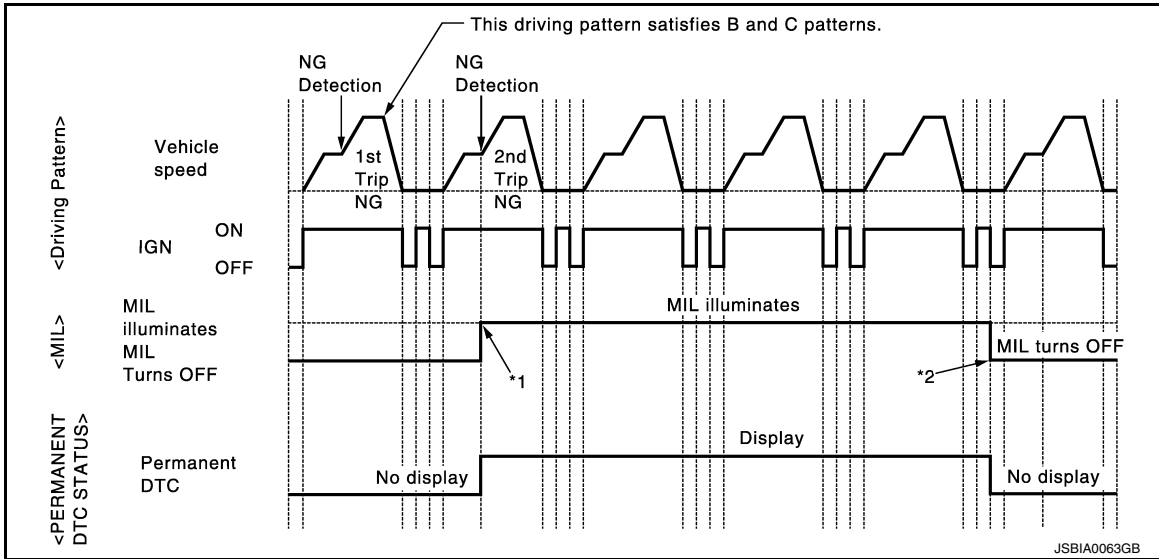 This driving pattern satisfies B and C patterns.
NG
Detection
NG
Detection
<Driving Pattern>
Vehicle
speed
1st
Trip
NG
2nd
Trip
NG
IGN
ON
OFF
<MIL>
MIL
illuminates
MIL
Turns OFF
MIL illuminates
*1
*2
MIL turns OFF
<PERMANENT
DTC STATUS>
Permanent
DTC
No display
Display
No display
JSBIA0063GB